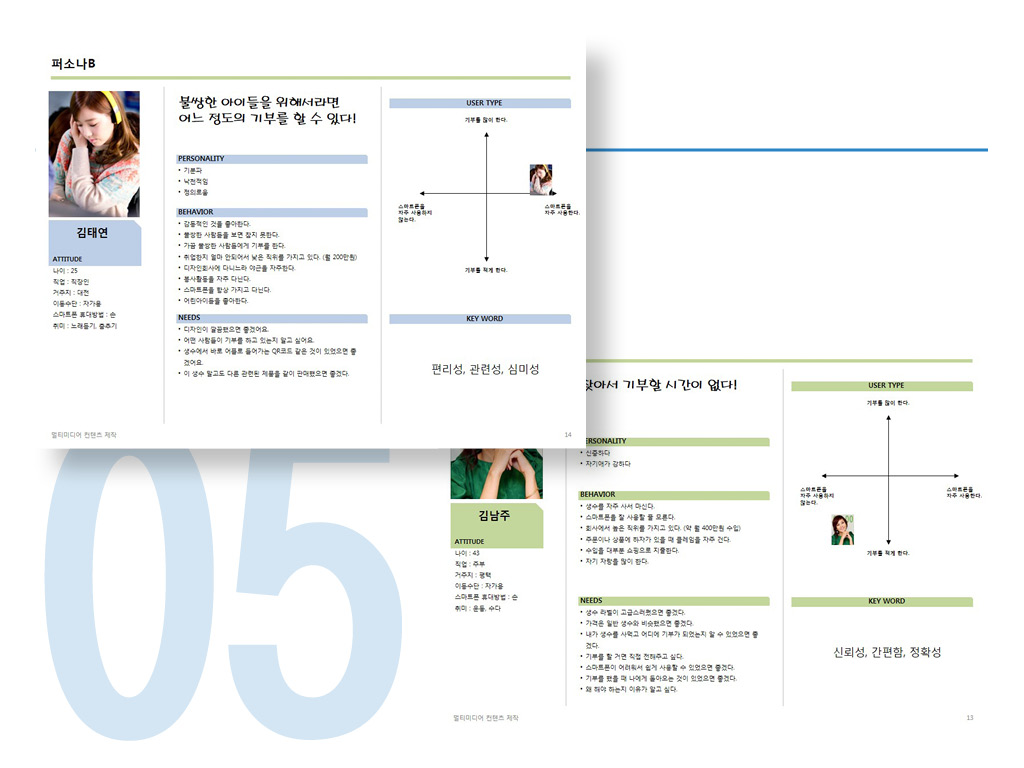 퍼소나B
불쌍한 아이들을 위해서라면
어느 정도의 기부를 할 수 있다!
PERSONALITY
• 기분파
• 낙천적임
• 정의로움
BEHAVIOR
• 감동적인 것을 좋아한다.
• 불쌍한 사람들을 보면 참지 못한다.
• 가끔 불쌍한 사람들에게 기부를 한다.
• 취업한지 얼마 안되어서 낮은 직위를 가지고 있다. (월 200만원)
• 디자인회사에 다니느라 야근을 자주한다.
• 봉사활동을 자주 다닌다.
• 스마트폰을 항상 가지고 다닌다.
• 어린아이들을 좋아한다.
NEEDS
• 디자인이 깔끔했으면 좋겠어요.
• 어떤 사람들이 기부를 하고 있는지 알고 싶어요.
• 생수에서 바로 어플로 들어가는 QR코드 같은 것이 있었으면 좋
겠어요.
• 이 생수 말고도 다른 관련된 제품을 같이 판매했으면 좋겠다.
김태연
ATTITUDE
나이 : 25
직업 : 직장인
거주지 : 대전
이동수단 : 자가용
스마트폰 휴대방법 : 손
취미 : 노래듣기, 춤추기
USER TYPE
기부를 많이 한다.
스마트폰을
자주 사용하지
않는다.
스마트폰을
자주 사용한다.
기부를 적게 한다.
KEY WORD
편리성, 관련성, 심미성
멀티미디어 컨텐츠 제작
14
05
찾아서 기부할 시간이 없다!
ERSONALITY
• 신중하다
• 자기애가 강하다
BEHAVIOR
• 생수를 자주 사서 마신다.
• 스마트폰을 잘 사용할 줄 모른다.
• 회사에서 높은 직위를 가지고 있다. (약 월 400만원 수입)
• 주문이나 상품에 하자가 있을 때 클레임을 자주 건다.
• 수입을 대부분 쇼핑으로 지출한다.
• 자기 자랑을 많이 한다.
NEEDS
• 생수 라벨이 고급스러웠으면 좋겠다.
• 가격은 일반 생수와 비슷했으면 좋겠다.
• 내가 생수를 사먹고 어디에 기부가 되었는지 알 수 있었으면 좋
겠다.
• 기부를 할 거면 직접 전해주고 싶다.
• 스마트폰이 어려워서 쉽게 사용할 수 있었으면 좋겠다.
• 기부를 했을 때 나에게 돌아오는 것이 있었으면 좋겠다.
• 왜 해야 하는지 이유가 알고 싶다.
김남주
ATTITUDE
나이 : 43
직업 : 주부
거주지 : 평택
이동수단 : 자가용
스마트폰 휴대방법 : 손
취미 : 운동, 수다
USER TYPE
기부를 많이 한다.
스마트폰을
자주 사용하지
않는다.
스마트폰을
자주 사용한다.
기부를 적게 한다.
KEY WORD
신뢰성, 간편함, 정확성
멀티미디어 컨텐츠 제작
13